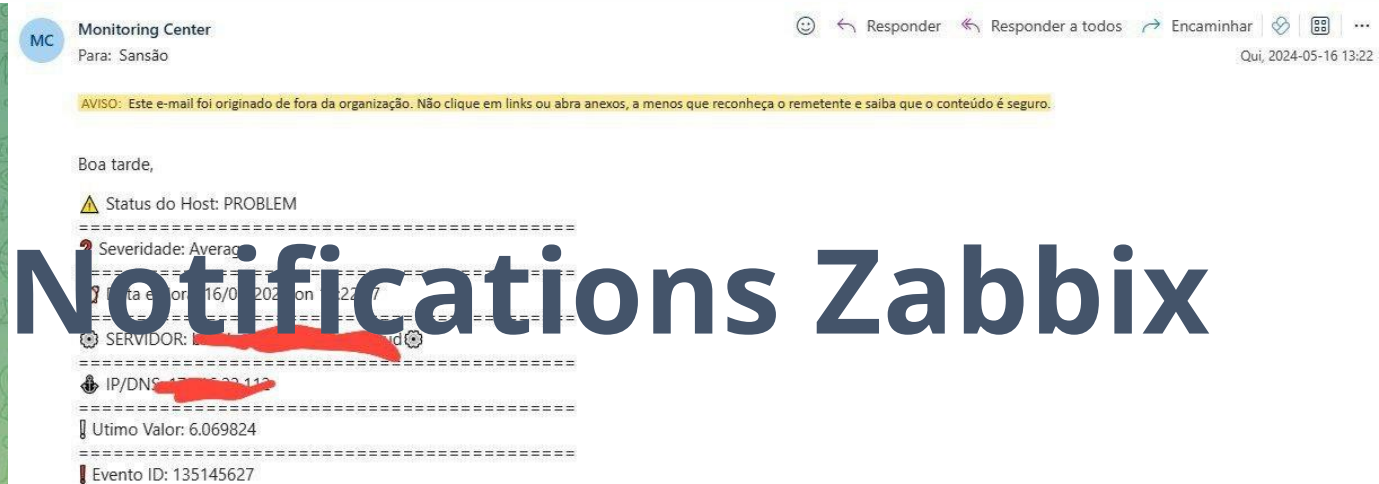 MC
Monitoring Center
Para: Sansão
Responder
Responder a todos
Encaminhar
Qui, 2024-05-16 13:22
AVISO: Este e-mail foi originado de fora da organização. Não clique em links ou abra anexos, a menos que reconheça o remetente e saiba que o conteúdo é seguro.
Boa tarde,
Status do Host: PROBLEM
===========================================
Severidade:
===========================================
Notifications Zabbix
===========================================
SERVIDOR:
===========================================
IP/DNS:
===========================================
Utimo Valor: 6.069824
===========================================
Evento ID: 135145627